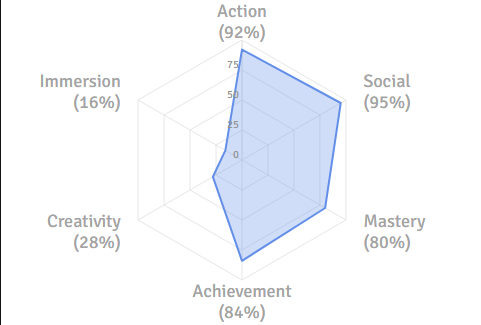 Action
(92%)
Immersion
(16%)
Social
(95%)
75
50
25
0
Creativity
(28%)
Mastery
(80%)
Achievement
(84%)